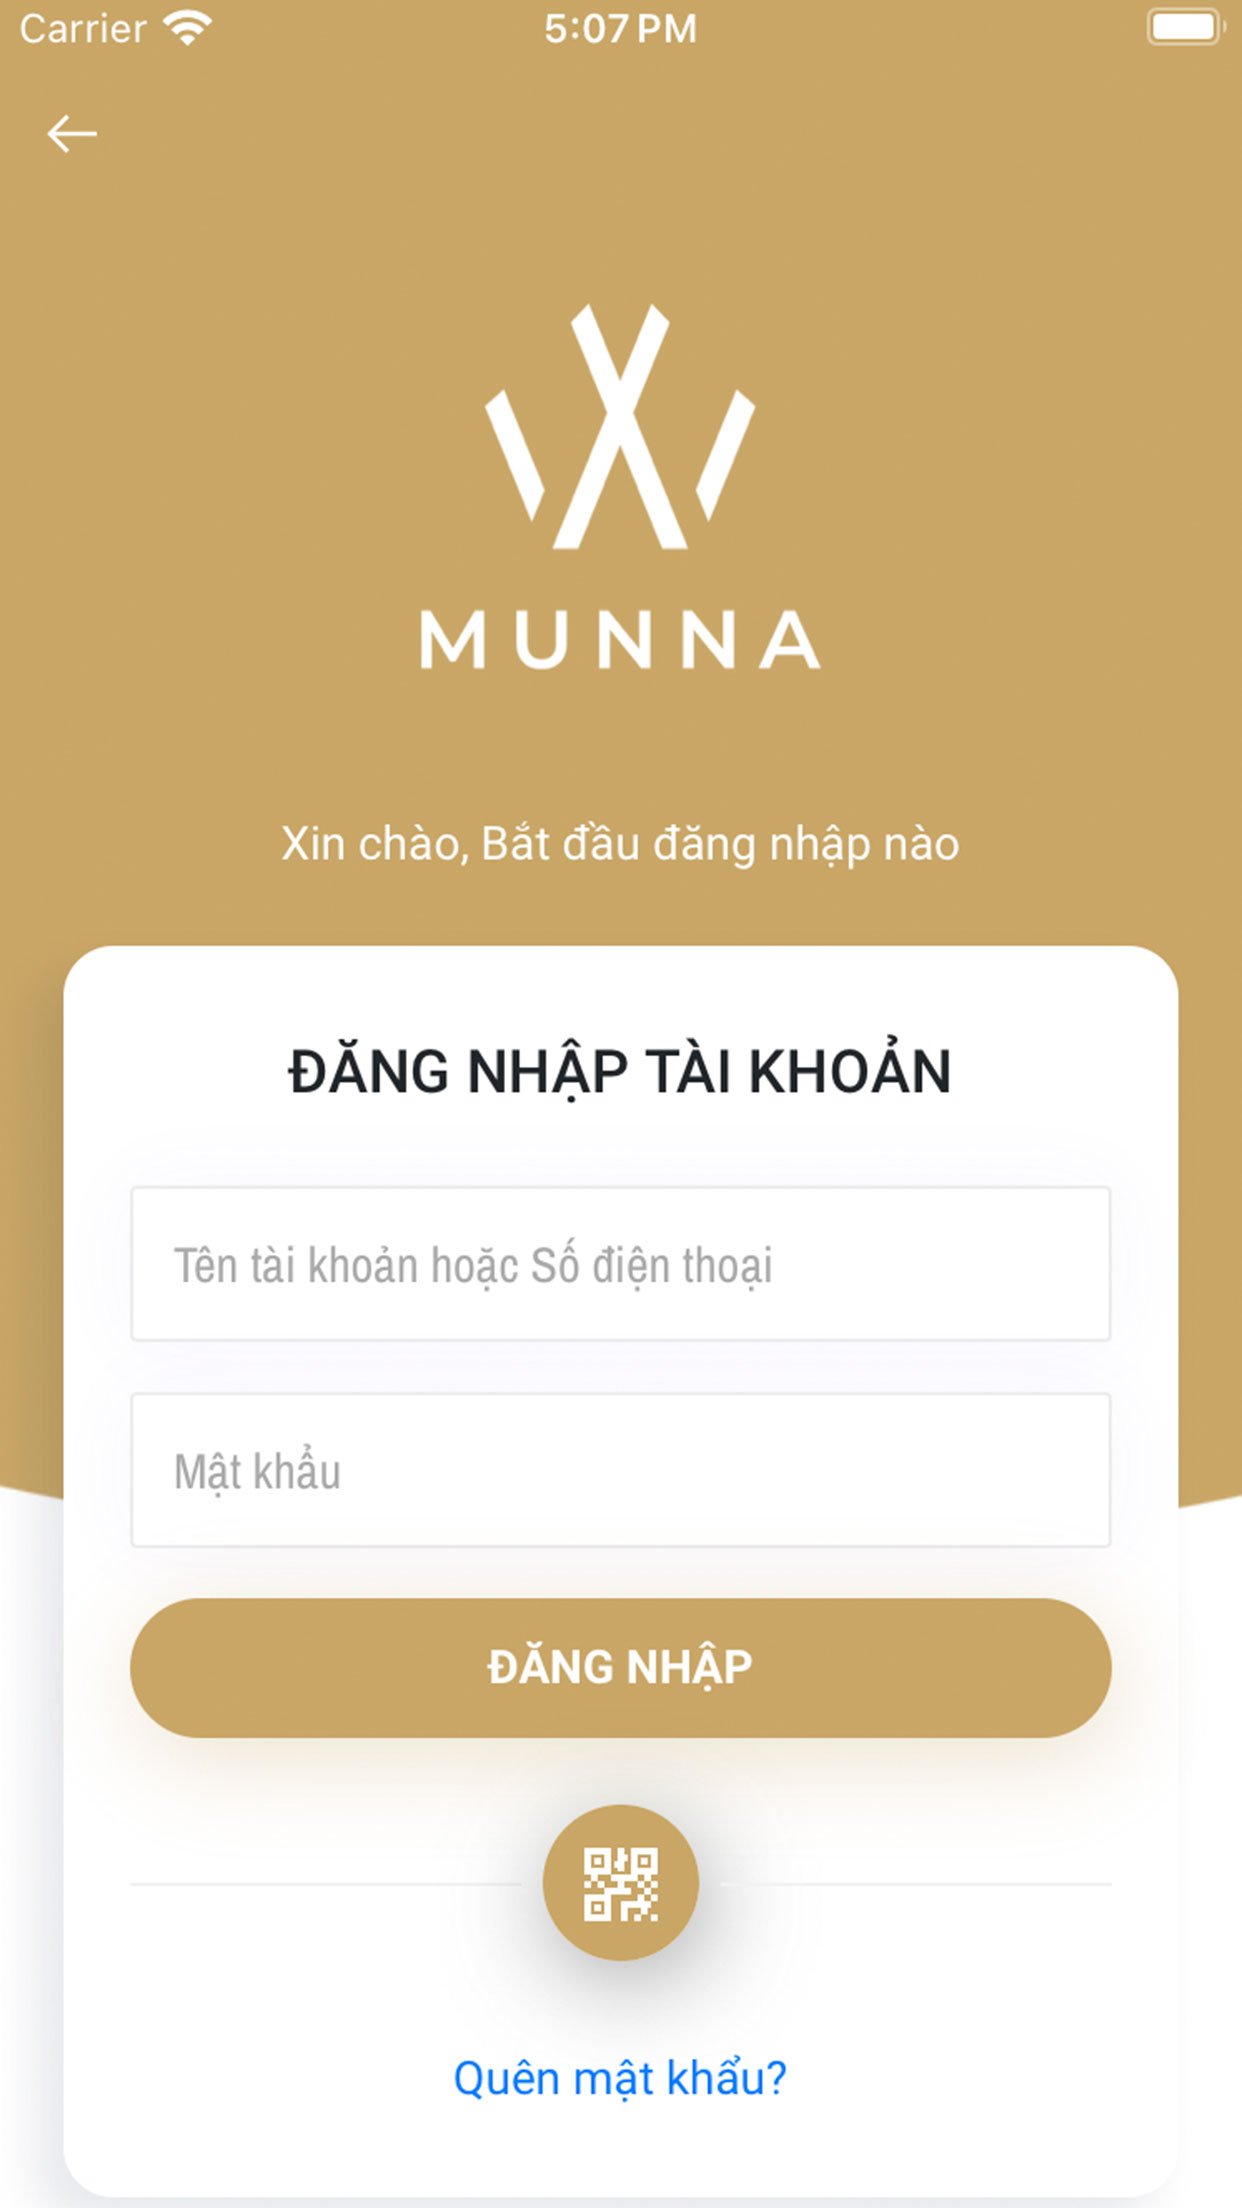 Carrier 5:07 PM
MUNNA
Xin chào, Bắt đầu đăng nhập nào
ĐĂNG NHẬP TÀI KHOẢN
Tên tài khoản hoặc Số điện thoại
Mật khẩu
ĐĂNG NHẬP
Quên mật khẩu?